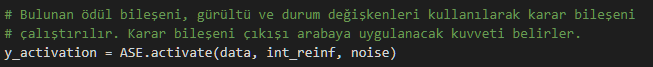 # Bulunan ödül bileşeni, gürültü ve durum değişkenleri kullanılarak karar bileşeni
# çalıştırılır. Karar bileşeni çıkışı arabaya uygulanacak kuvveti belirler.
y_activation = ASE.activate(data, int_reinf, noise)